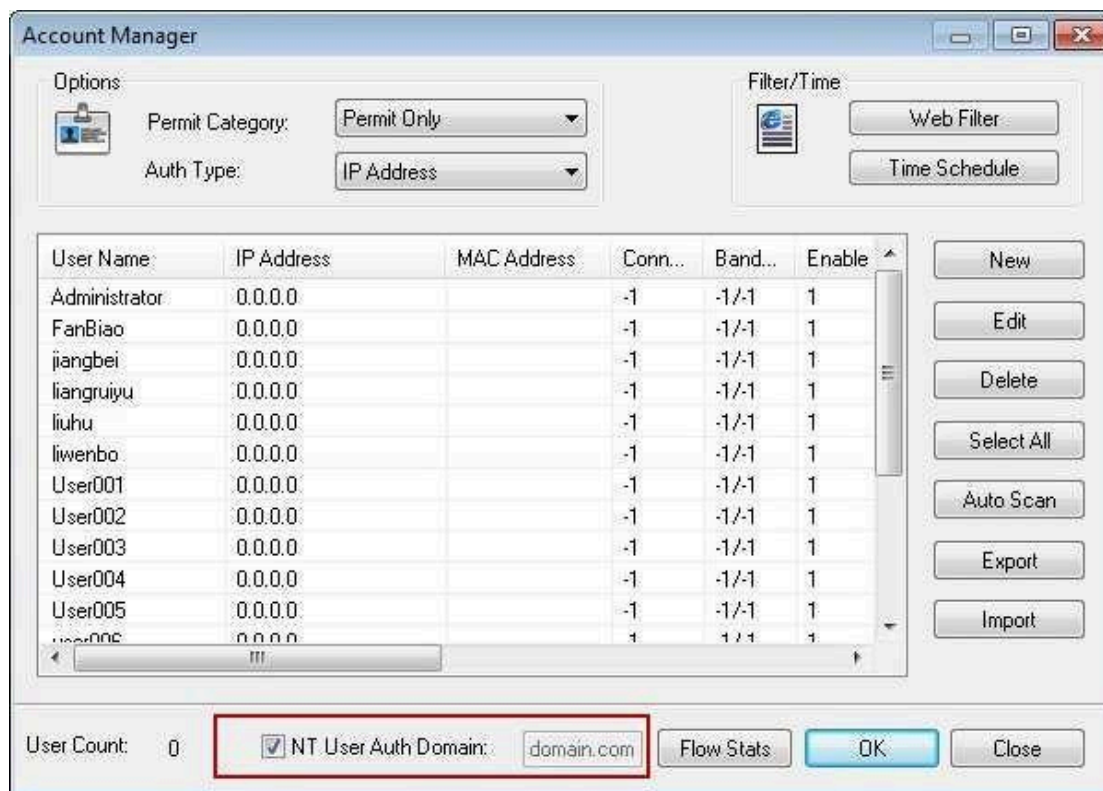 Account Manager
Options
Permit Category: Permit Only
Auth Type: IP Address
Filter/Time
Web Filter
Time Schedule
User Name IP Address MAC Address Conn... Band... Enable
Administrator 0.0.0.0 -1 -1/-1 1
FanBiao 0.0.0.0 -1 -1/-1 1
jiangbei 0.0.0.0 -1 -1/-1 1
liangruiyu 0.0.0.0 -1 -1/-1 1
liuhu 0.0.0.0 -1 -1/-1 1
liwenbo 0.0.0.0 -1 -1/-1 1
User001 0.0.0.0 -1 -1/-1 1
User002 0.0.0.0 -1 -1/-1 1
User003 0.0.0.0 -1 -1/-1 1
User004 0.0.0.0 -1 -1/-1 1
User005 0.0.0.0 -1 -1/-1 1
New
Edit
Delete
Select All
Auto Scan
Export
Import
User Count: 0 NT User Auth Domain: domain.com Flow Stats OK Close